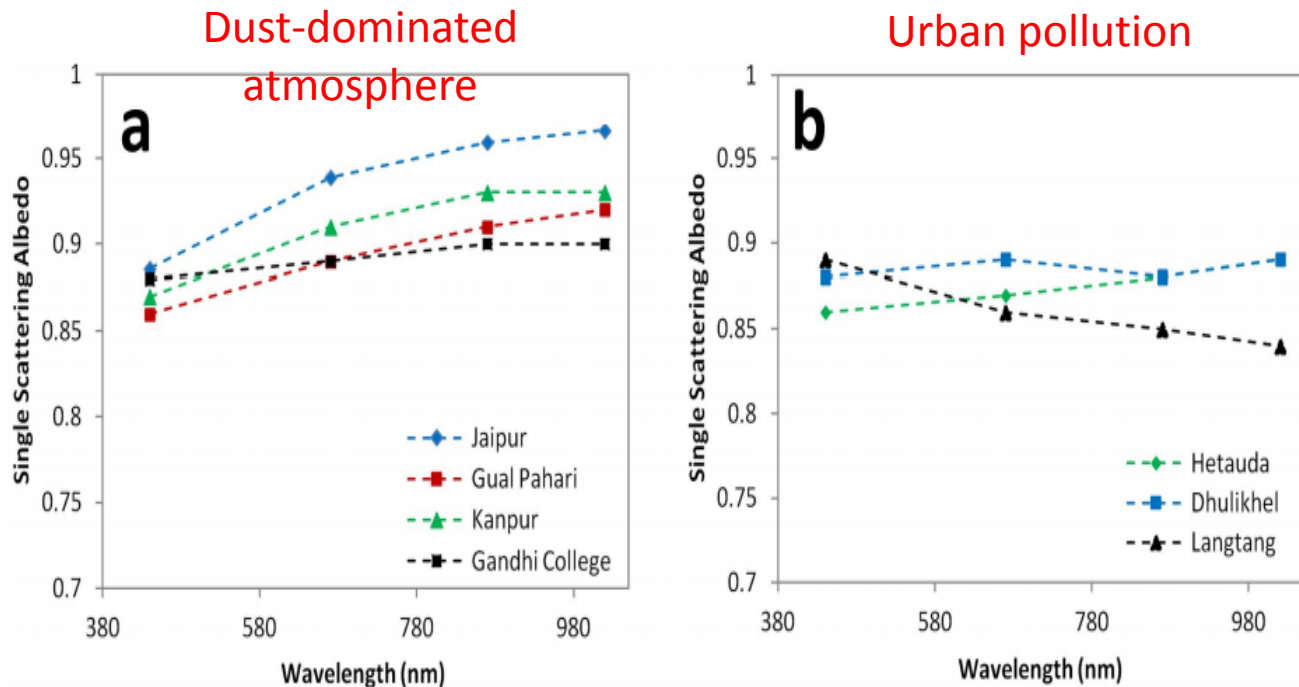 Dust-dominated
atmosphere
Urban pollution
a
1
0.95
0.9
0.85
0.8
0.75
0.7
Single Scattering Albedo
Jaipur
Gual Pahari
Kanpur
Gandhi College
380
580
780
980
Wavelength (nm)
b
1
0.95
0.9
0.85
0.8
0.75
0.7
Single Scattering Albedo
Hetauda
Dhulikhel
Langtang
380
580
780
980
Wavelength (nm)